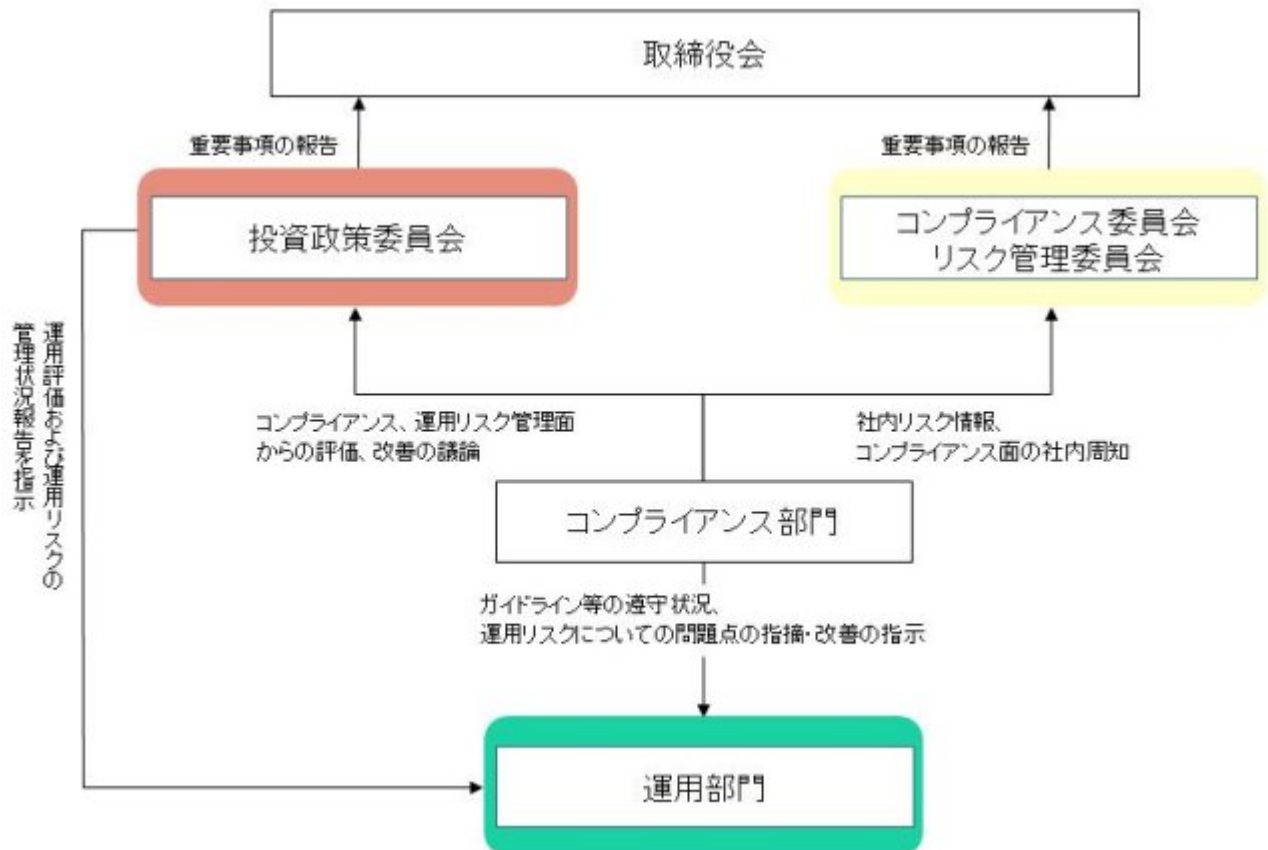 取締役会
重要事項の報告
重要事項の報告
投資政策委員会
コンプライアンス委員会
リスク管理委員会
運用評価および運用リスクの
管理状況報告を指示
コンプライアンス、運用リスク管理面
からの評価、改善の議論
社内リスク情報、
コンプライアンス面の社内周知
コンプライアンス部門
ガイドライン等の遵守状況、
運用リスクについての問題点の指摘・改善の指示
運用部門